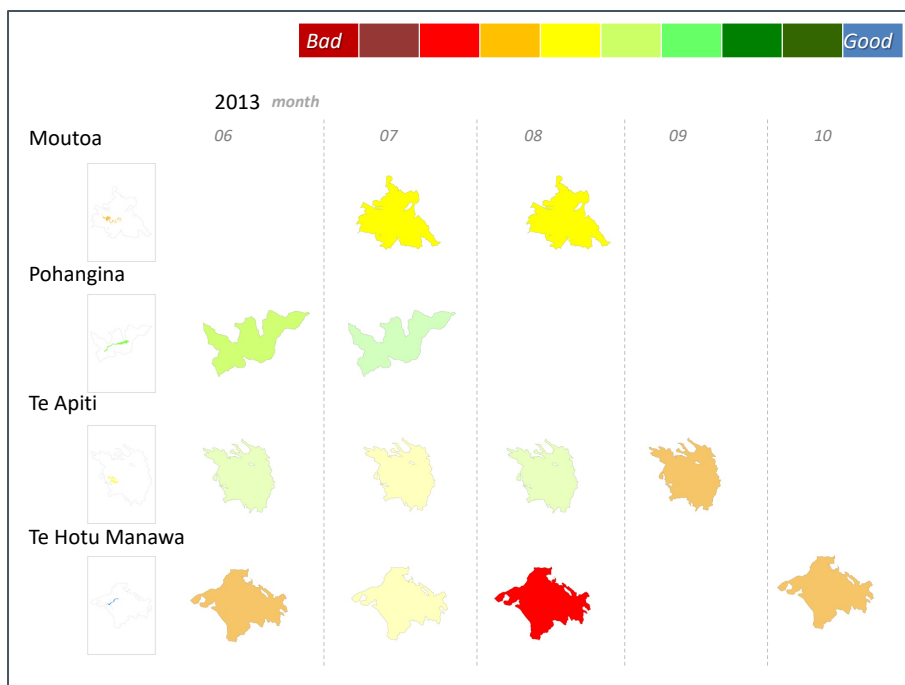 Bad Good
2013 month
Moutoa 06 07 08 09 10
Pohangina
Te Apiti
Te Hotu Manawa